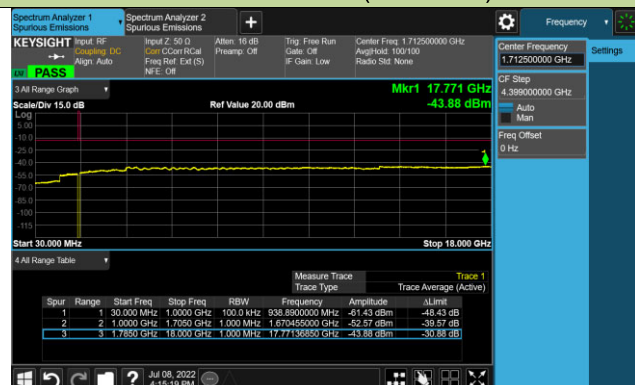 Spectrum Analyzer 1
Spurious Emissions
Spectrum Analyzer 2
Spurious Emissions
+
Frequency
KEYSIGHT
Input: RF
Coupling: DC
Align: Auto
Input Z: 50 Ω
Corr CCorr RCal
Freq Ref: Ext (S)
NFE: Off
Atten: 16 dB
Preamp: Off
Trig: Free Run
Gate: Off
IF Gain: Low
Center Freq: 1.712500000 GHz
Avg|Hold: 100/100
Radio Std: None
PASS
Center Frequency
1.712500000 GHz
Settings
CF Step
4.399000000 GHz
Auto
Man
Freq Offset
0 Hz
3 All Range Graph
Mkr1 17.771 GHz
Scale/Div 15.0 dB
Ref Value 20.00 dBm
-43.88 dBm
Log
5.00
-10.0
-25.0
-40.0
-55.0
-70.0
-85.0
-100
-115
1
Start 30.000 MHz
Stop 18.000 GHz
4 All Range Table
Measure Trace Trace 1
Trace Type Trace Average (Active)
Spur Range Start Freq Stop Freq RBW Frequency Amplitude ΔLimit
1 1 30.000 MHz 1.0000 GHz 100.0 kHz 938.8900000 MHz -61.43 dBm -48.43 dB
2 2 1.0000 GHz 1.7050 GHz 1.000 MHz 1.670455000 GHz -52.57 dBm -39.57 dB
3 3 1.7850 GHz 18.000 GHz 1.000 MHz 17.77136850 GHz -43.88 dBm -30.88 dB
?
Jul 08, 2022
4:15:19 PM